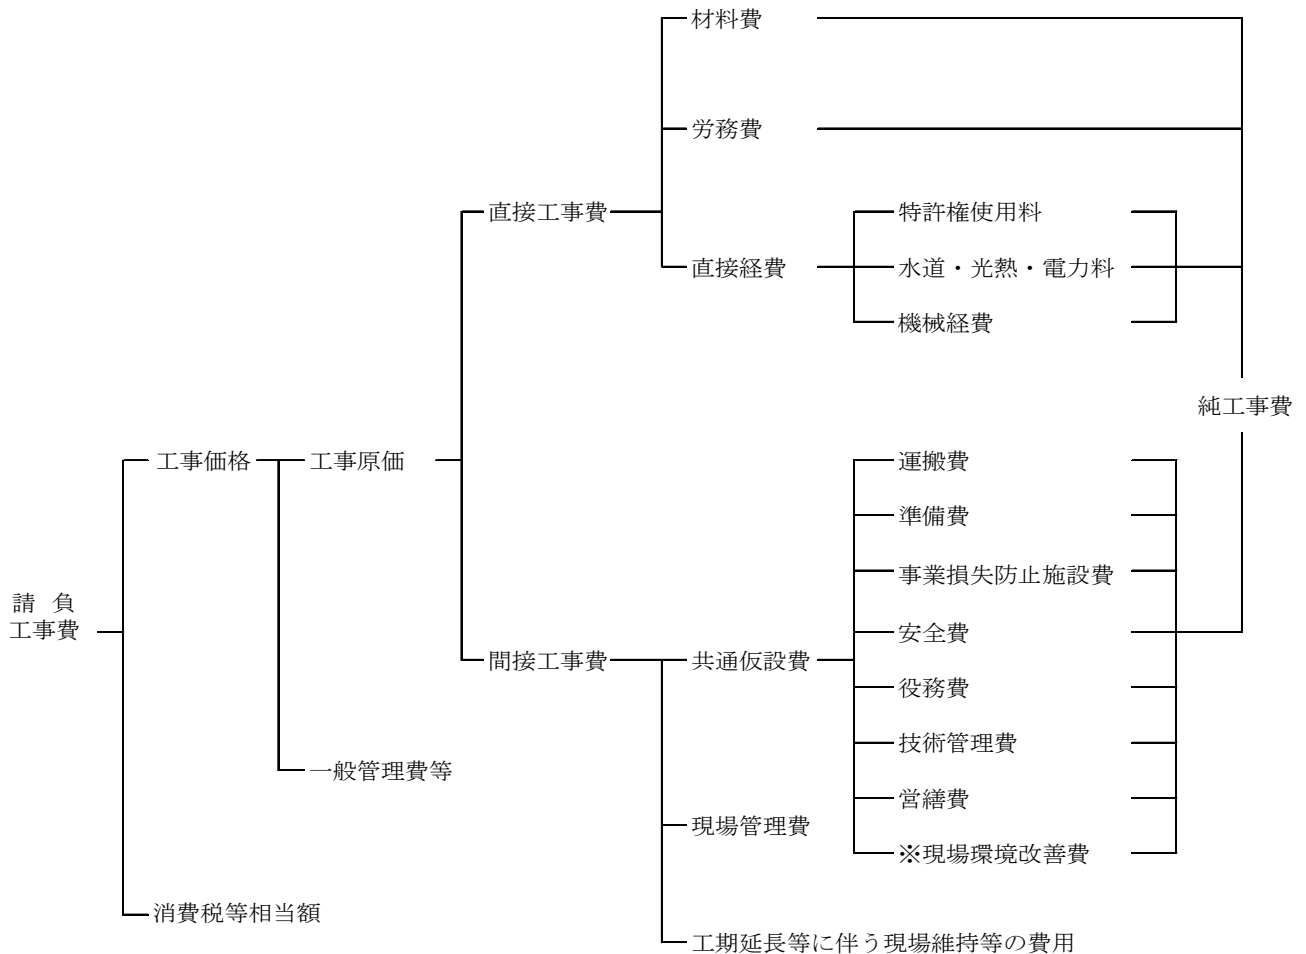 材料費
労務費
直接工事費
特許権使用料
直接経費
水道・光熱・電力料
機械経費
純工事費
工事価格
工事原価
運搬費
準備費
事業損失防止施設費
請 負
工事費
安全費
間接工事費
共通仮設費
役務費
技術管理費
一般管理費等
営繕費
現場管理費
※現場環境改善費
消費税等相当額
工期延長等に伴う現場維持等の費用